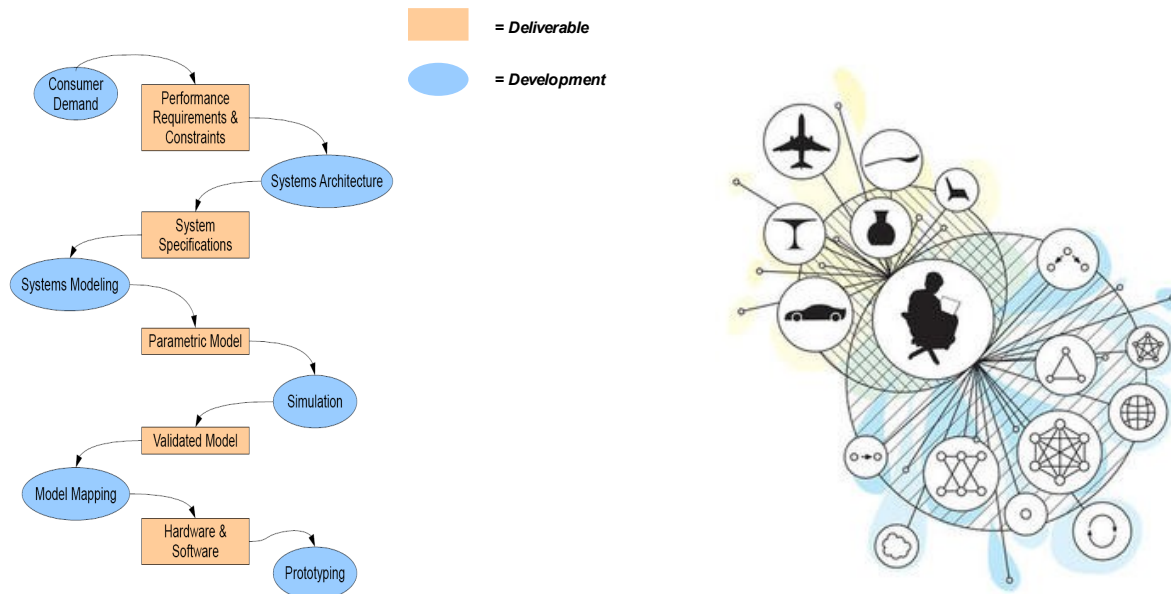 = Deliverable
= Development
Consumer
Demand
Performance
Requirements &
Constraints
Systems Architecture
System
Specifications
Systems Modeling
Parametric Model
Simulation
Validated Model
Model Mapping
Hardware &
Software
Prototyping